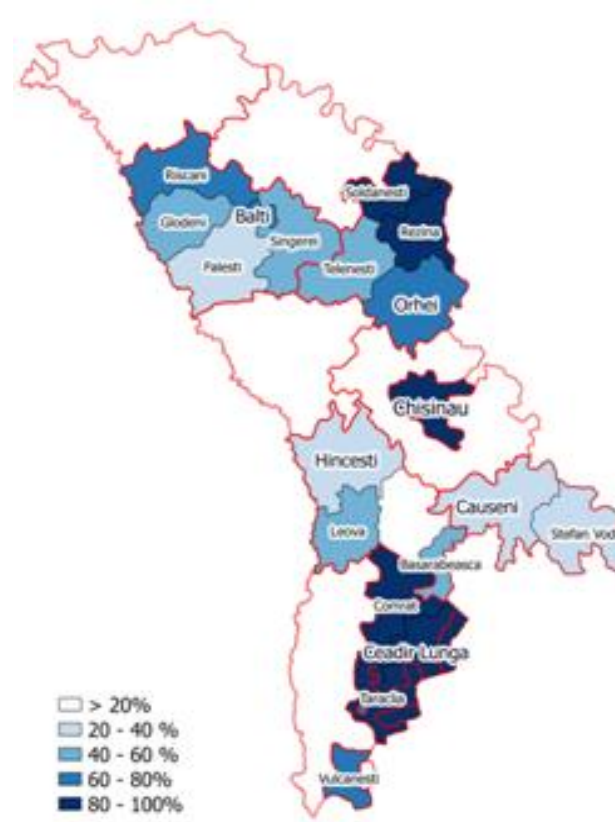 Riscani
Soldanesti
Glodeni
Balti
Rezina
Singerei
Falesti
Telenesti
Orhei
Chisinau
Hincesti
Causeni
Leova
Stefan Vod
Basarabeasca
Comrat
Ceadir Lunga
Taraclia
Vulcanesti
> 20%
20 - 40 %
40 - 60 %
60 - 80%
80 - 100%